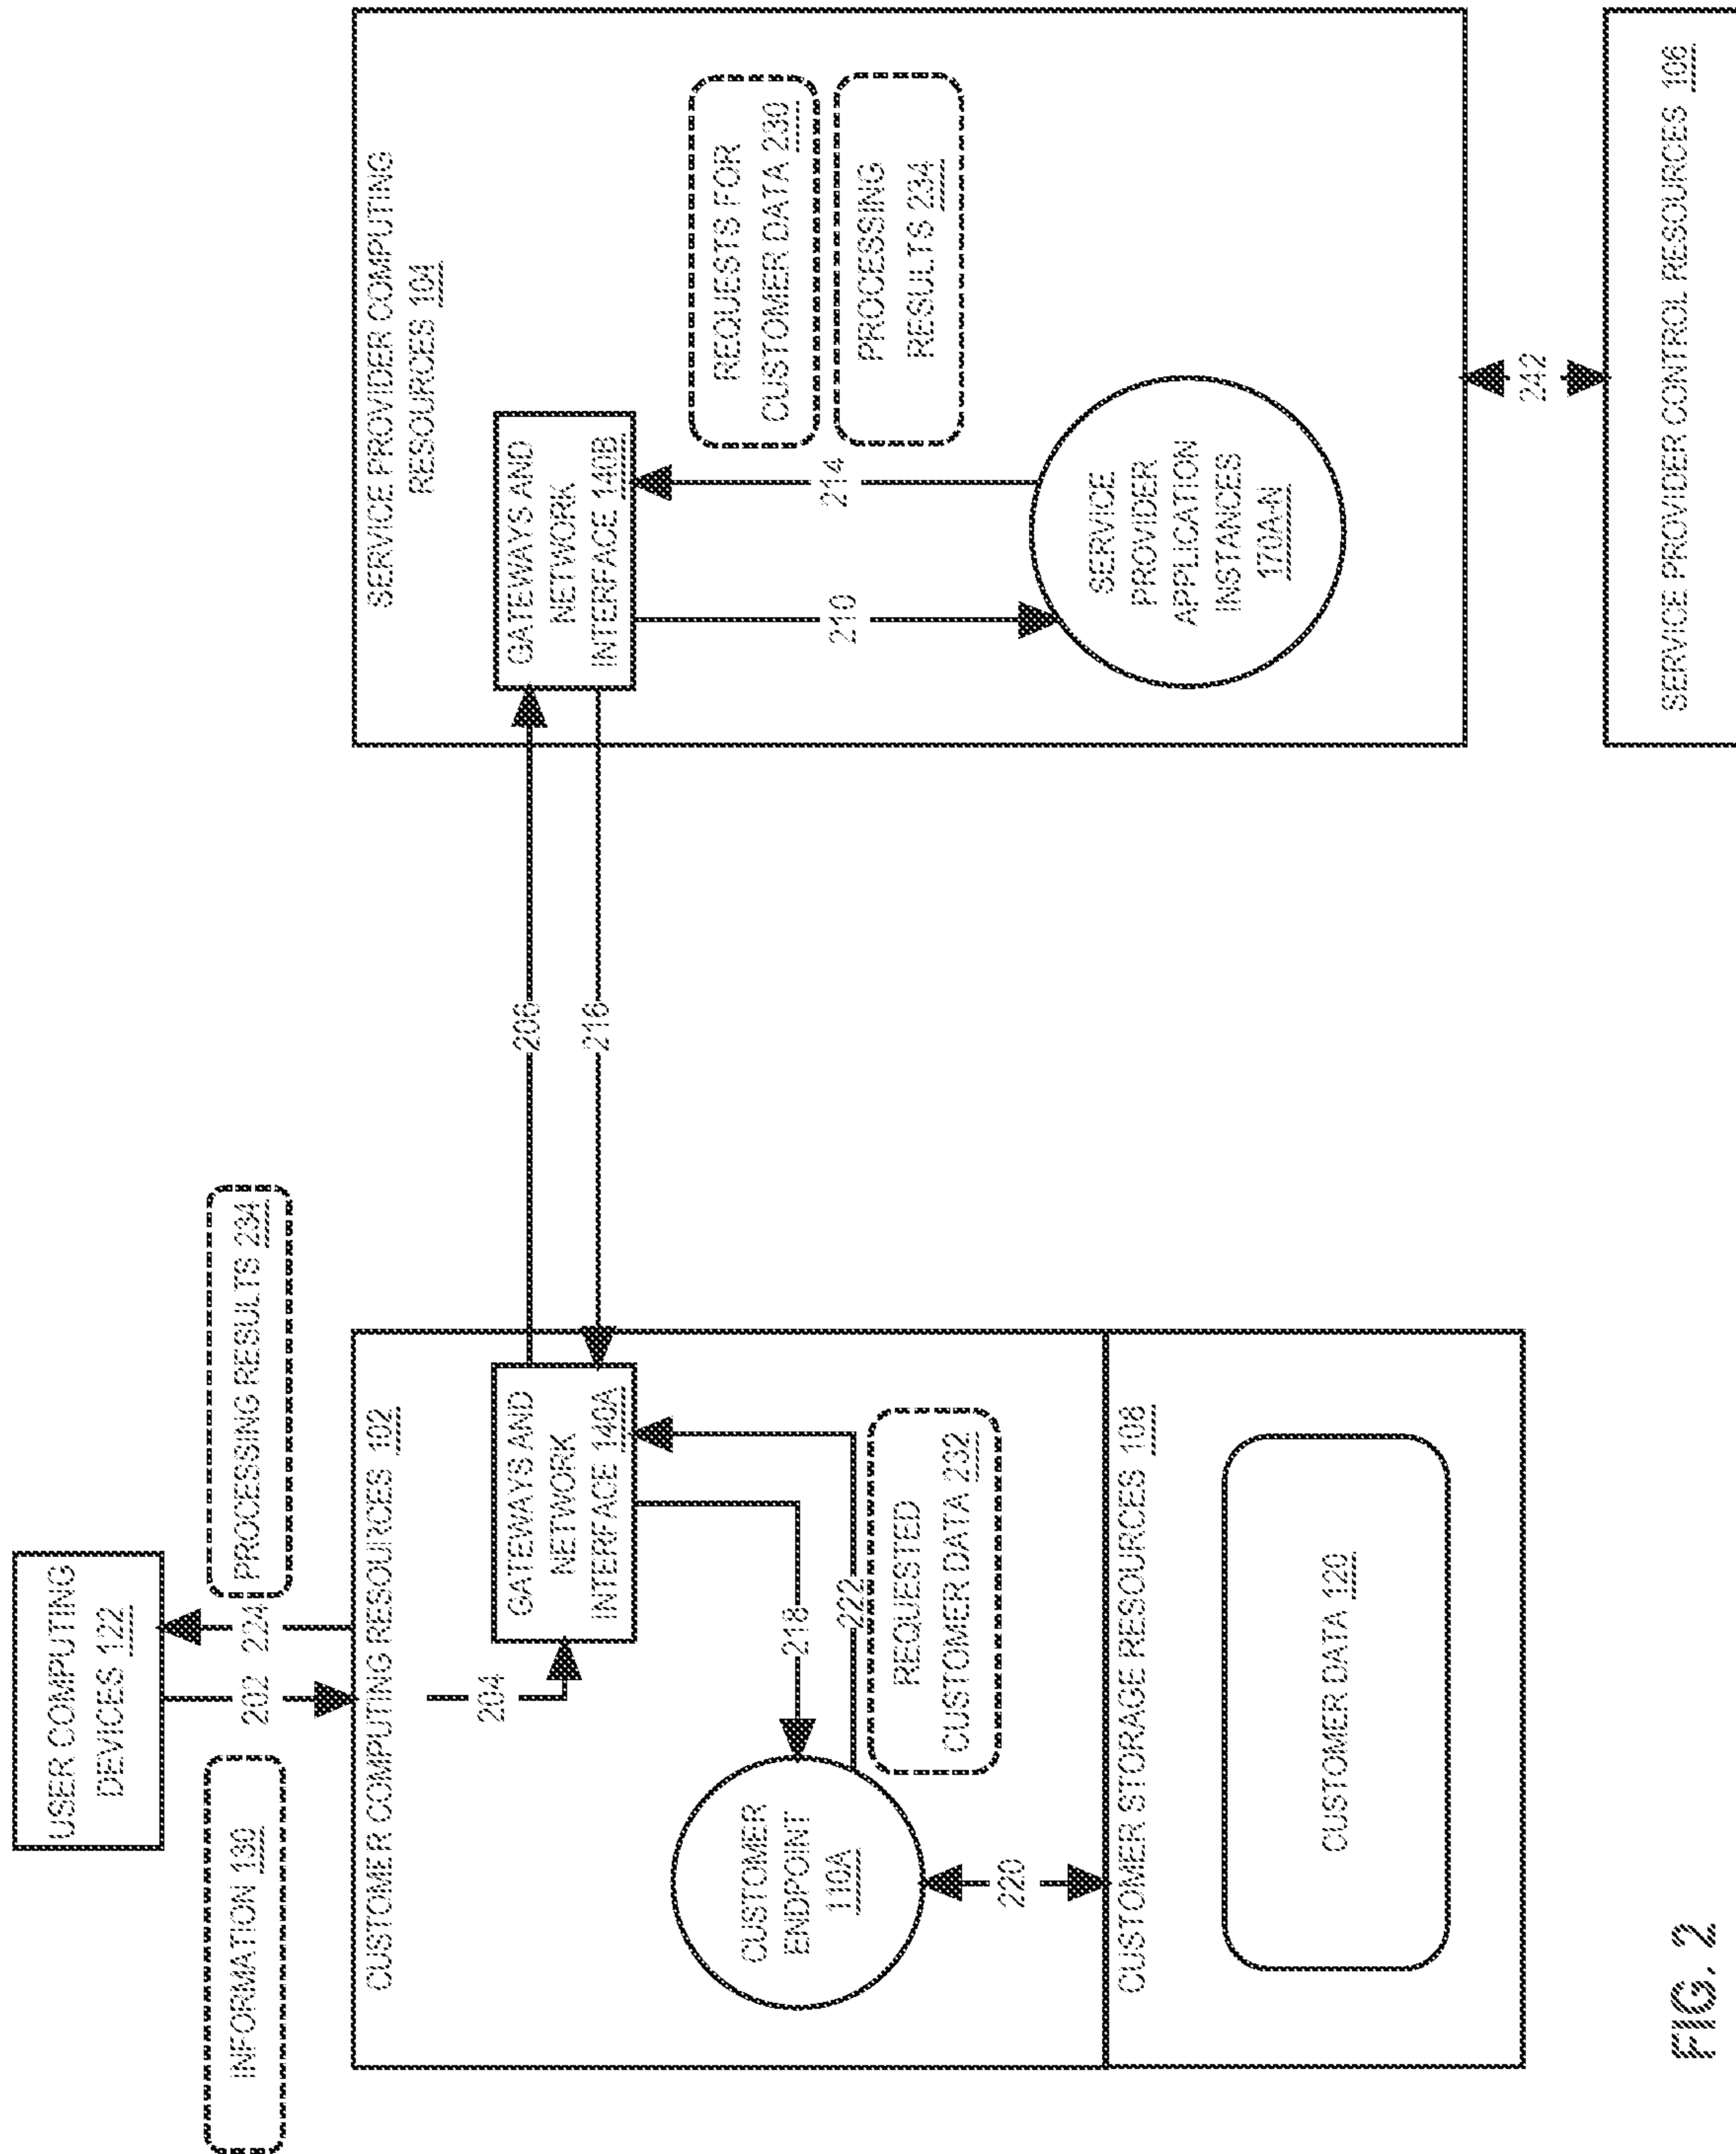 USER COMPUTING
DEVICES 122
INFORMATION 130
202
224
PROCESSING RESULTS 234
CUSTOMER COMPUTING RESOURCES 102
204
GATEWAYS AND
NETWORK
INTERFACE 140A
206
216
218
222
CUSTOMER
ENDPOINT
110A
REQUESTED
CUSTOMER DATA 232
220
CUSTOMER STORAGE RESOURCES 108
CUSTOMER DATA 120
SERVICE PROVIDER COMPUTING
RESOURCES 104
GATEWAYS AND
NETWORK
INTERFACE 140B
210
214
REQUESTS FOR
CUSTOMER DATA 230
PROCESSING
RESULTS 234
SERVICE
PROVIDER
APPLICATION
INSTANCES
170A-N
242
SERVICE PROVIDER CONTROL RESOURCES 106
FIG. 2